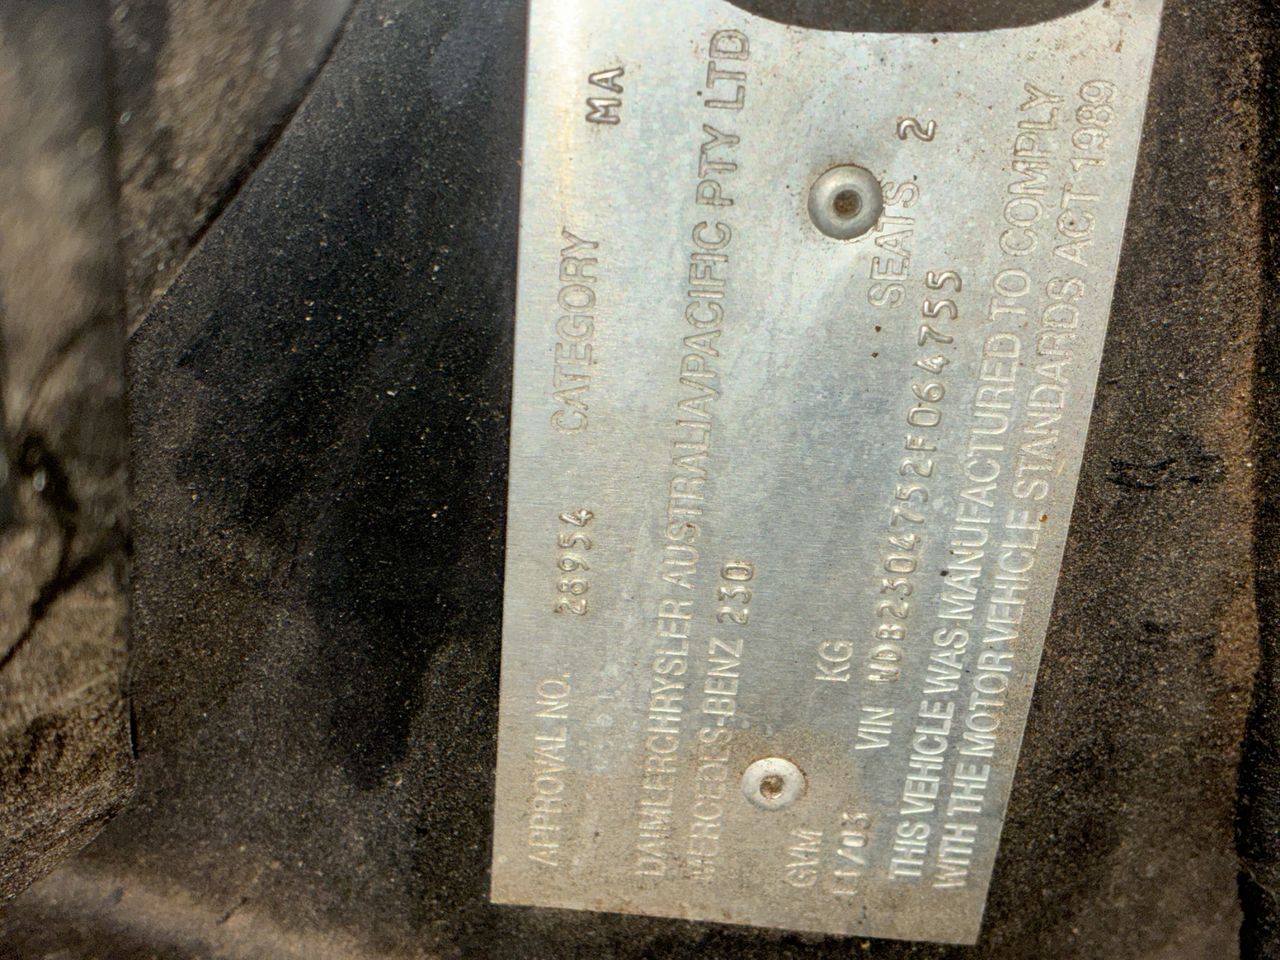 APPROVAL NO. 28954 CATEGORY MA
DAIMLERCHRYSLER AUSTRALIA/PACIFIC PTY LTD
MERCEDES-BENZ 230
GVM KG SEATS 2
11/03 VIN WDB2304752F064755
THIS VEHICLE WAS MANUFACTURED TO COMPLY
WITH THE MOTOR VEHICLE STANDARDS ACT 1989